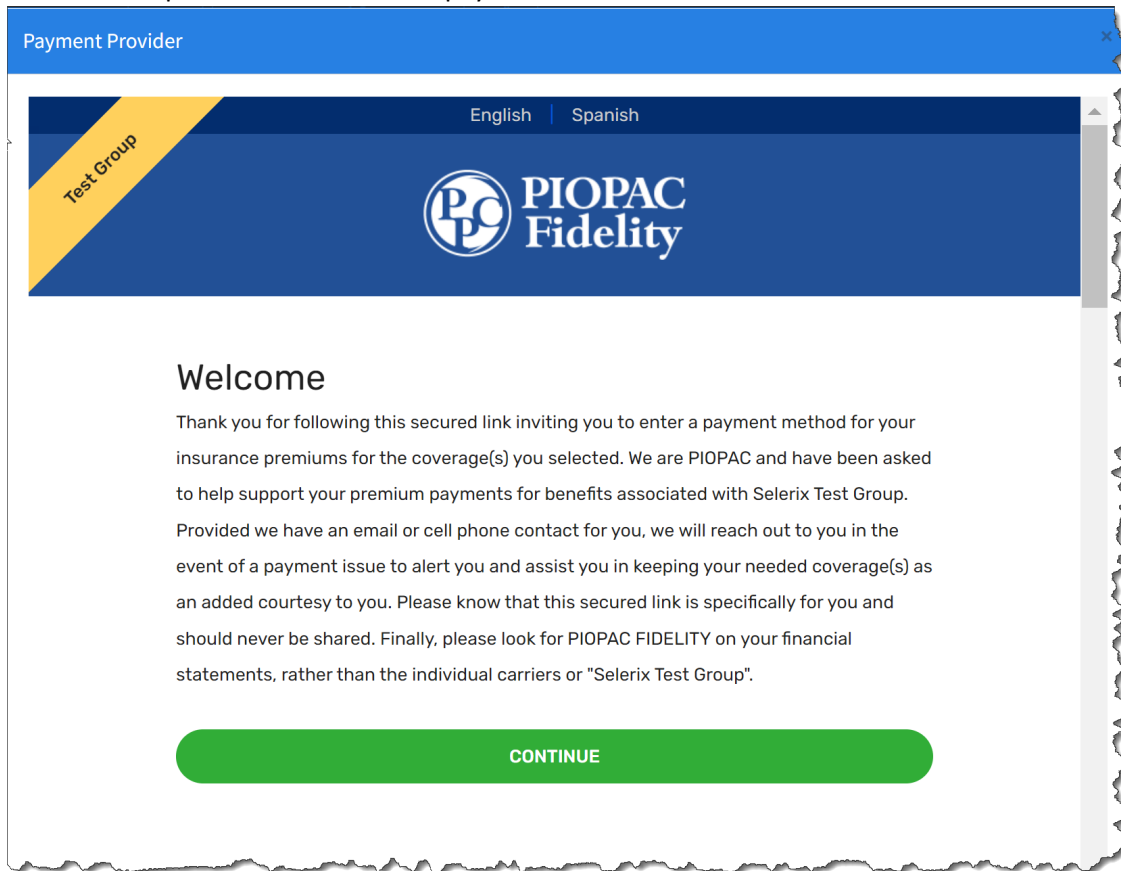 Payment Provider
×
English | Spanish
Test Group
PPC PIOPAC
Fidelity
Welcome
Thank you for following this secured link inviting you to enter a payment method for your
insurance premiums for the coverage(s) you selected. We are PIOPAC and have been asked
to help support your premium payments for benefits associated with Selerix Test Group.
Provided we have an email or cell phone contact for you, we will reach out to you in the
event of a payment issue to alert you and assist you in keeping your needed coverage(s) as
an added courtesy to you. Please know that this secured link is specifically for you and
should never be shared. Finally, please look for PIOPAC FIDELITY on your financial
statements, rather than the individual carriers or "Selerix Test Group".
CONTINUE